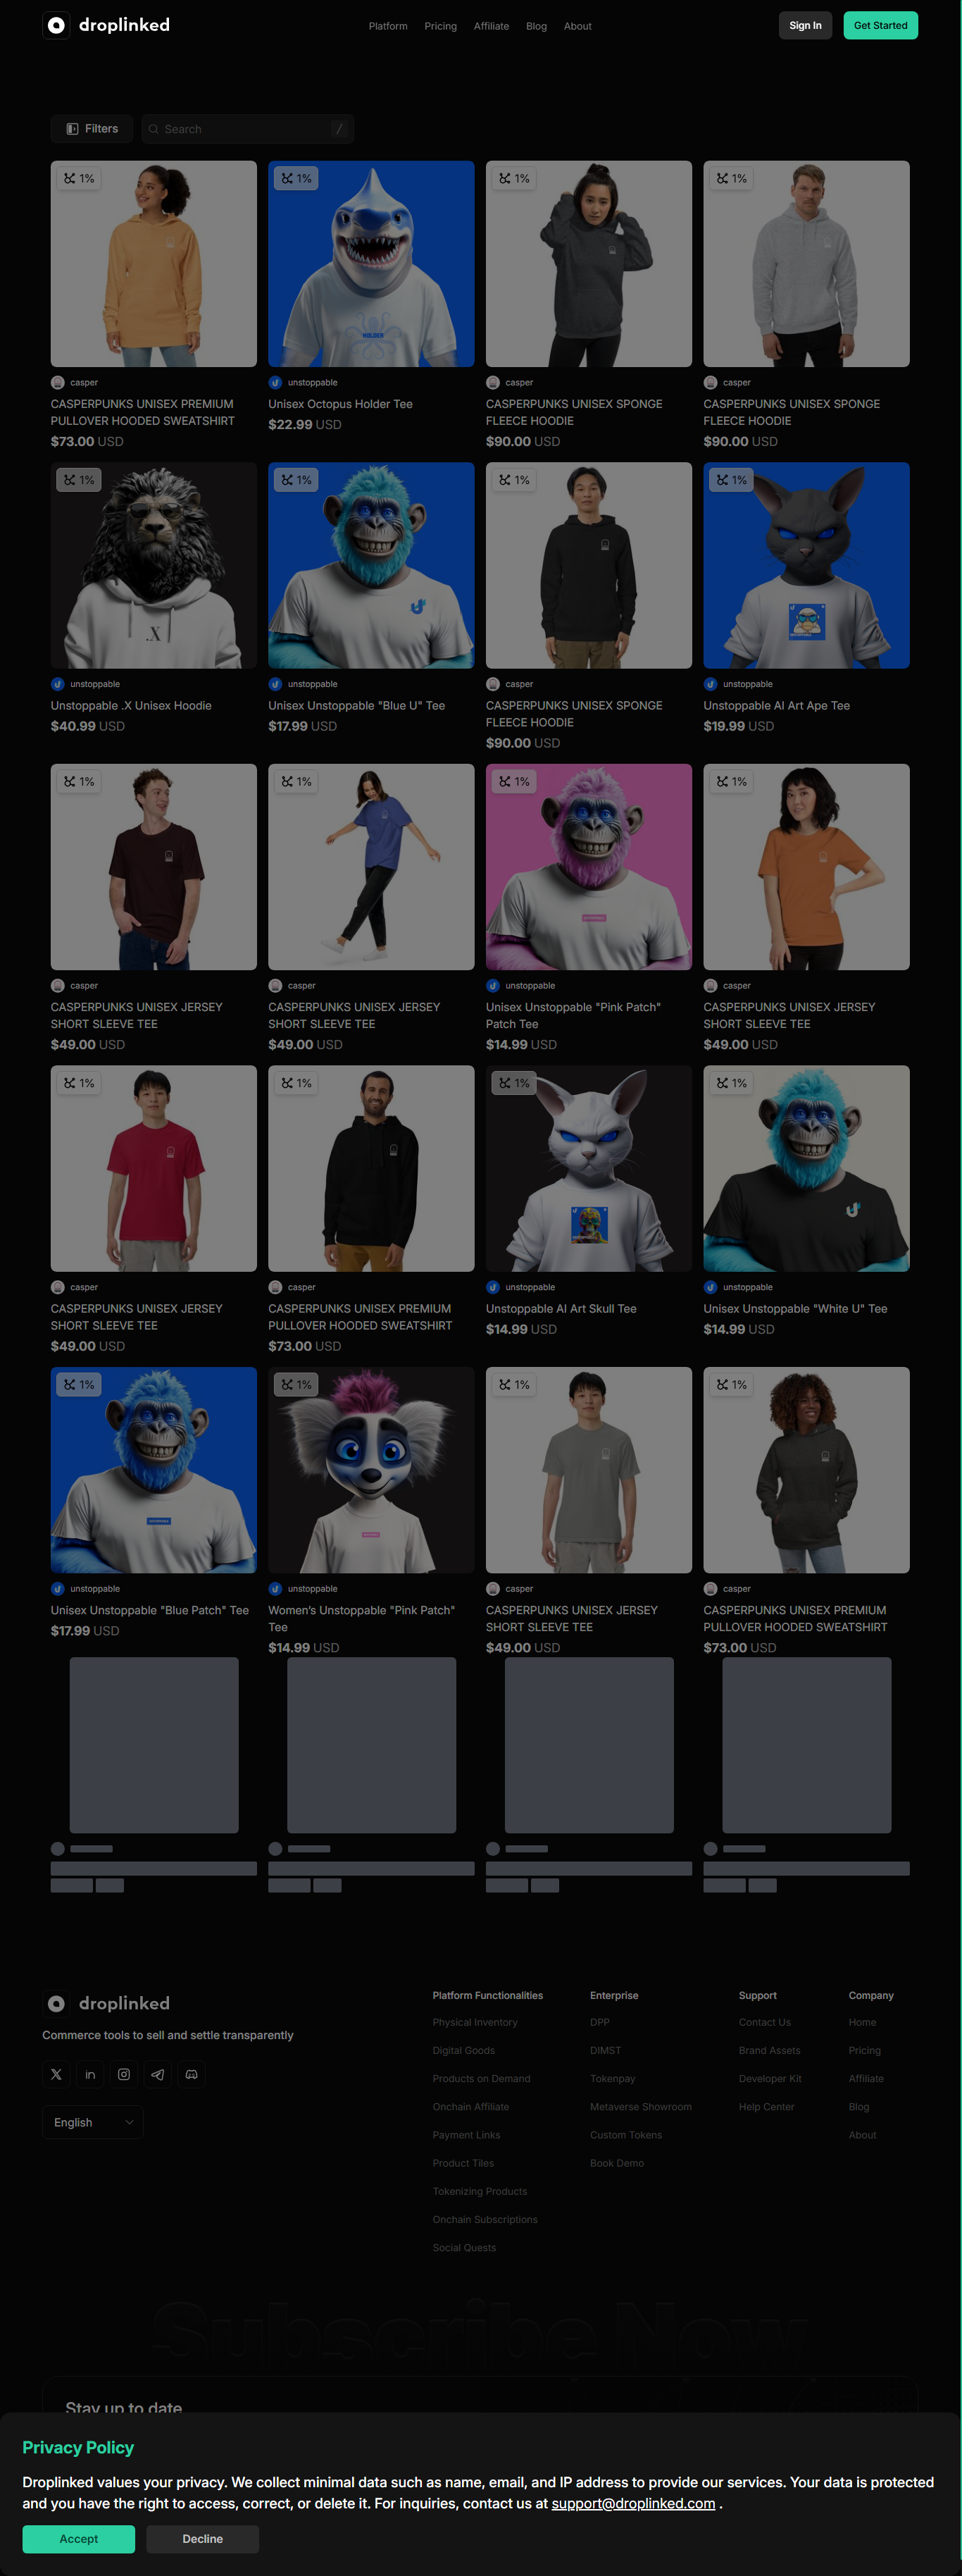 droplinked
Platform Pricing Affiliate Blog About
Sign In Get Started
Filters
Search /
1% 1% 1% 1%
HOLDER
casper unstoppable casper casper
CASPERPUNKS UNISEX PREMIUM PULLOVER HOODED SWEATSHIRT
$73.00 USD
Unisex Octopus Holder Tee
$22.99 USD
CASPERPUNKS UNISEX SPONGE FLEECE HOODIE
$90.00 USD
CASPERPUNKS UNISEX SPONGE FLEECE HOODIE
$90.00 USD
1% 1% 1% 1%
.X
unstoppable unstoppable casper unstoppable
Unstoppable .X Unisex Hoodie
$40.99 USD
Unisex Unstoppable "Blue U" Tee
$17.99 USD
CASPERPUNKS UNISEX SPONGE FLEECE HOODIE
$90.00 USD
Unstoppable AI Art Ape Tee
$19.99 USD
1% 1% 1% 1%
casper casper unstoppable casper
CASPERPUNKS UNISEX JERSEY SHORT SLEEVE TEE
$49.00 USD
CASPERPUNKS UNISEX JERSEY SHORT SLEEVE TEE
$49.00 USD
Unisex Unstoppable "Pink Patch" Patch Tee
$14.99 USD
CASPERPUNKS UNISEX JERSEY SHORT SLEEVE TEE
$49.00 USD
1% 1% 1% 1%
casper casper unstoppable unstoppable
CASPERPUNKS UNISEX JERSEY SHORT SLEEVE TEE
$49.00 USD
CASPERPUNKS UNISEX PREMIUM PULLOVER HOODED SWEATSHIRT
$73.00 USD
Unstoppable AI Art Skull Tee
$14.99 USD
Unisex Unstoppable "White U" Tee
$14.99 USD
1% 1% 1% 1%
unstoppable unstoppable casper casper
Unisex Unstoppable "Blue Patch" Tee
$17.99 USD
Women's Unstoppable "Pink Patch" Tee
$14.99 USD
CASPERPUNKS UNISEX JERSEY SHORT SLEEVE TEE
$49.00 USD
CASPERPUNKS UNISEX PREMIUM PULLOVER HOODED SWEATSHIRT
$73.00 USD
droplinked
Commerce tools to sell and settle transparently
English
Platform Functionalities
Physical Inventory
Digital Goods
Products on Demand
Onchain Affiliate
Payment Links
Product Tiles
Tokenizing Products
Onchain Subscriptions
Social Quests
Enterprise
DPP
DIMST
Tokenpay
Metaverse Showroom
Custom Tokens
Book Demo
Support
Contact Us
Brand Assets
Developer Kit
Help Center
Company
Home
Pricing
Affiliate
Blog
About
Subscribe Now
Stay up to date
Privacy Policy
Droplinked values your privacy. We collect minimal data such as name, email, and IP address to provide our services. Your data is protected
and you have the right to access, correct, or delete it. For inquiries, contact us at support@droplinked.com .
Accept Decline